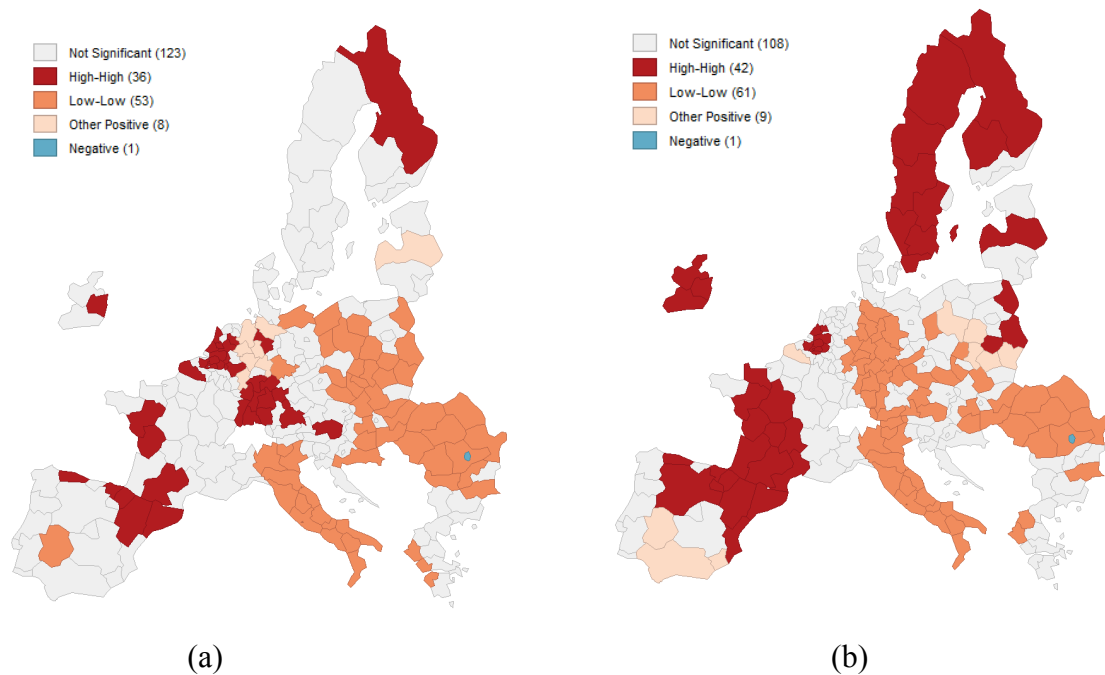 Not Significant (123)
High-High (36)
Low-Low (53)
Other Positive (8)
Negative (1)
Not Significant (108)
High-High (42)
Low-Low (61)
Other Positive (9)
Negative (1)
(a)
(b)